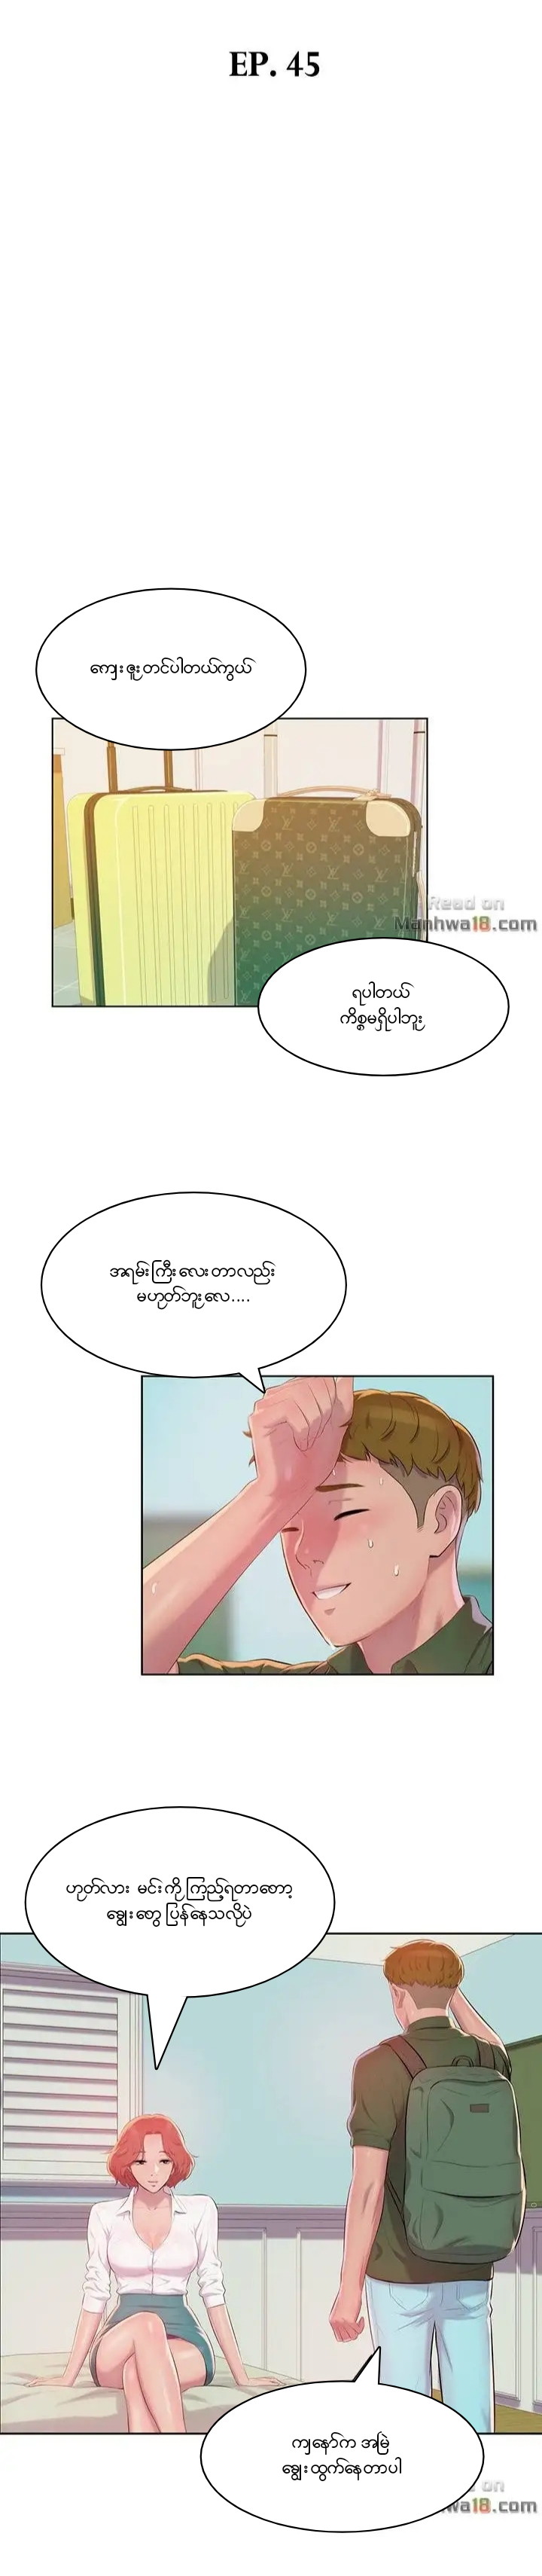 EP. 45
ကျေးဇူးတင်ပါတယ်ကွယ်
Read on
Manhwa18.com
ရပါတယ်
ကိစ္စမရှိပါဘူး
အရမ်းကြီးလေးတာလည်း
မဟုတ်ဘူးလေ....
ဟုတ်လား မင်းကိုကြည့်ရတာတော့
ချွေးတွေပြန်နေသလိုပဲ
ကျနော်က အမြဲ
ချွေးထွက်နေတာပါ
on
wa18.com